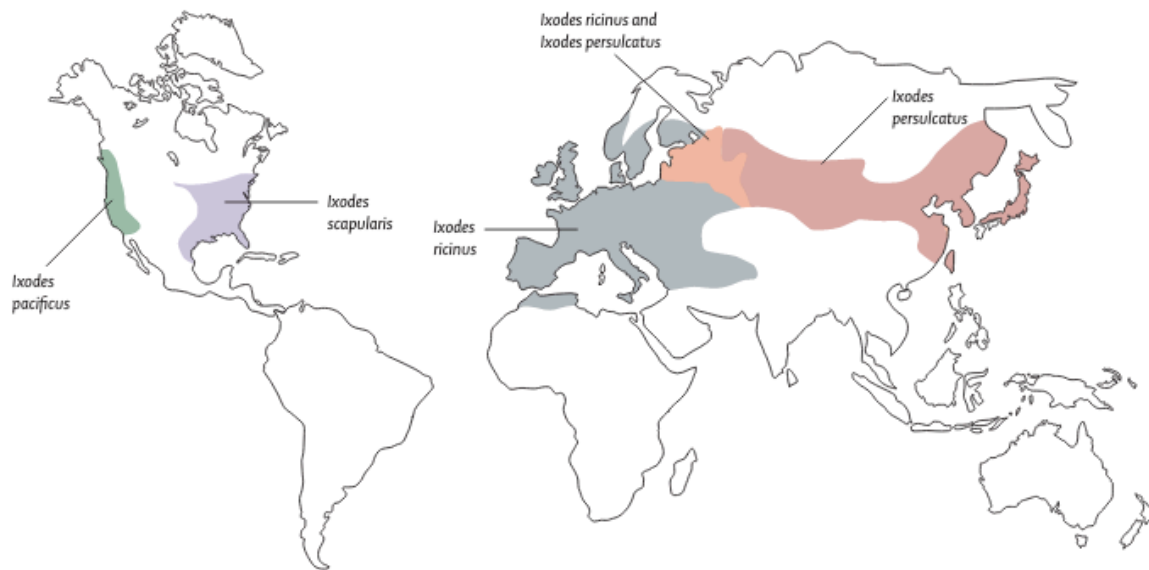 Ixodes ricinus and
Ixodes persulcatus
Ixodes
persulcatus
Ixodes
scapularis
Ixodes
ricinus
Ixodes
pacificus